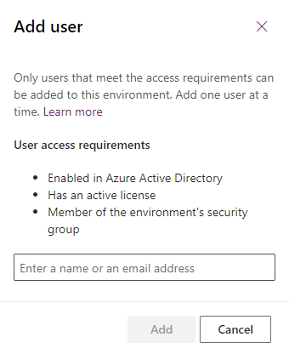 Add user
Only users that meet the access requirements can
be added to this environment. Add one user at a
time. Learn more
User access requirements
• Enabled in Azure Active Directory
• Has an active license
• Member of the environment's security
group
Enter a name or an email address
Add
Cancel